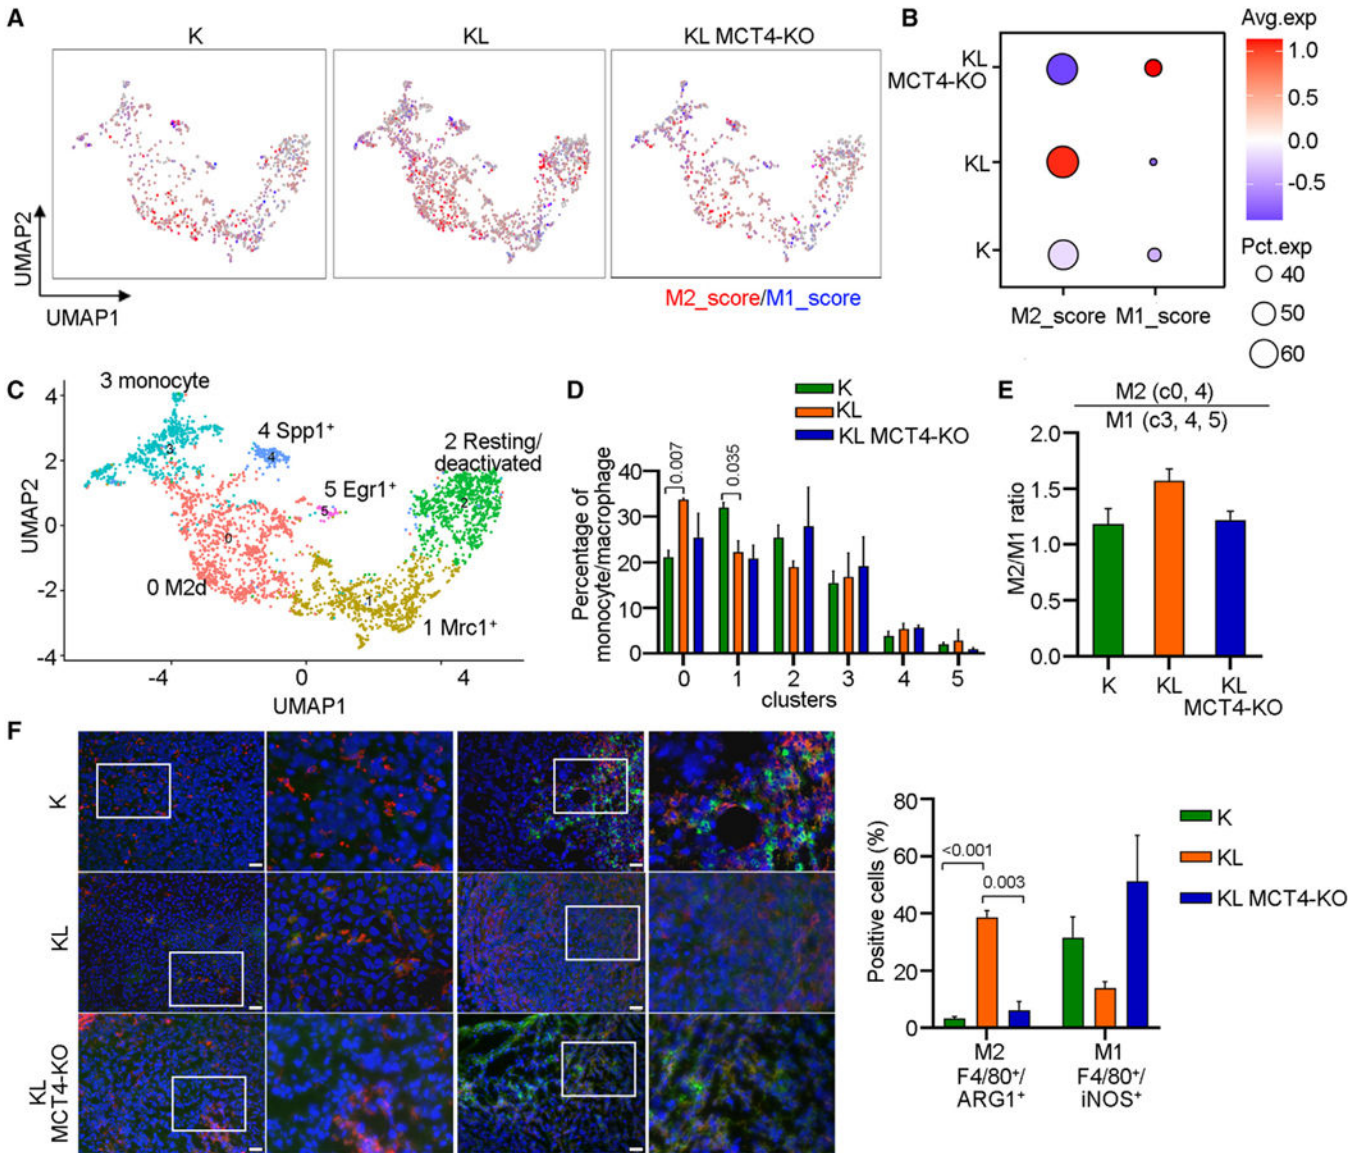 A
K
KL
KL MCT4-KO
UMAP2
UMAP1
M2_score/M1_score
B
KL
MCT4-KO
KL
K
M2_score
M1_score
Avg.exp
1.0
0.5
0.0
-0.5
Pct.exp
40
50
60
C
4
2
0
-2
-4
UMAP2
3 monocyte
3
4 Spp1⁺
4
2 Resting/
deactivated
2
5 Egr1⁺
5
0
0 M2d
1
1 Mrc1⁺
-4
0
4
UMAP1
D
K
KL
KL MCT4-KO
Percentage of
monocyte/macrophage
40
30
20
10
0
0.007
0.035
0
1
2
3
4
5
clusters
E
M2 (c0, 4)
M1 (c3, 4, 5)
M2/M1 ratio
2.0
1.5
1.0
0.5
0.0
K
KL
KL
MCT4-KO
F
K
KL
KL
MCT4-KO
Positive cells (%)
80
60
40
20
0
<0.001
0.003
K
KL
KL MCT4-KO
M2
F4/80⁺/
ARG1⁺
M1
F4/80⁺/
iNOS⁺